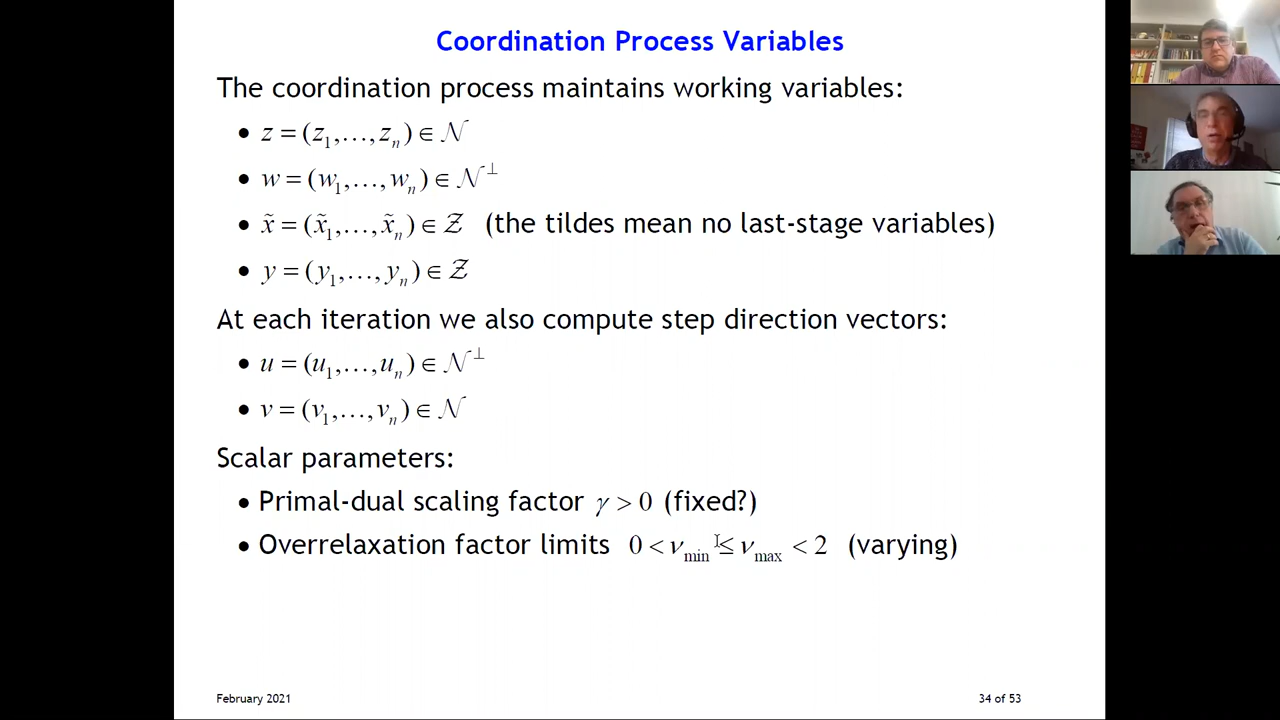 Coordination Process Variables
The coordination process maintains working variables:
• z = (z₁,…,zₙ) ∈ 𝒩
• w = (w₁,…,wₙ) ∈ 𝒩^⊥
• x̃ = (x̃₁,…,x̃ₙ) ∈ 𝒵 (the tildes mean no last-stage variables)
• y = (y₁,…,yₙ) ∈ 𝒵
At each iteration we also compute step direction vectors:
• u = (u₁,…,uₙ) ∈ 𝒩^⊥
• v = (v₁,…,vₙ) ∈ 𝒩
Scalar parameters:
• Primal-dual scaling factor γ > 0 (fixed?)
• Overrelaxation factor limits 0 < ν_min ≤ ν_max < 2 (varying)
February 2021
34 of 53